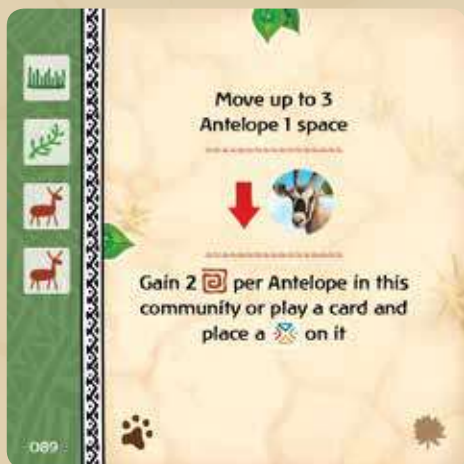 Move up to 3
Antelope 1 space
Gain 2 per Antelope in this
community or play a card and
place a on it
089